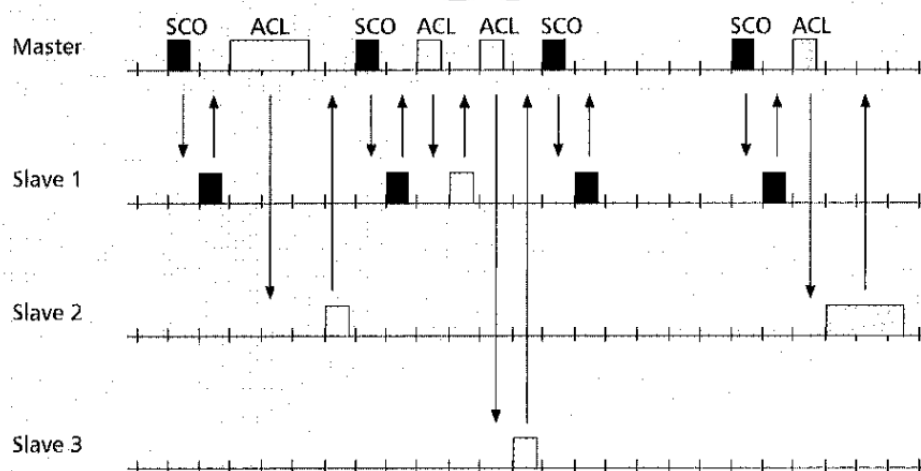 SCO ACL SCO ACL ACL SCO SCO ACL
Master
Slave 1
Slave 2
Slave 3